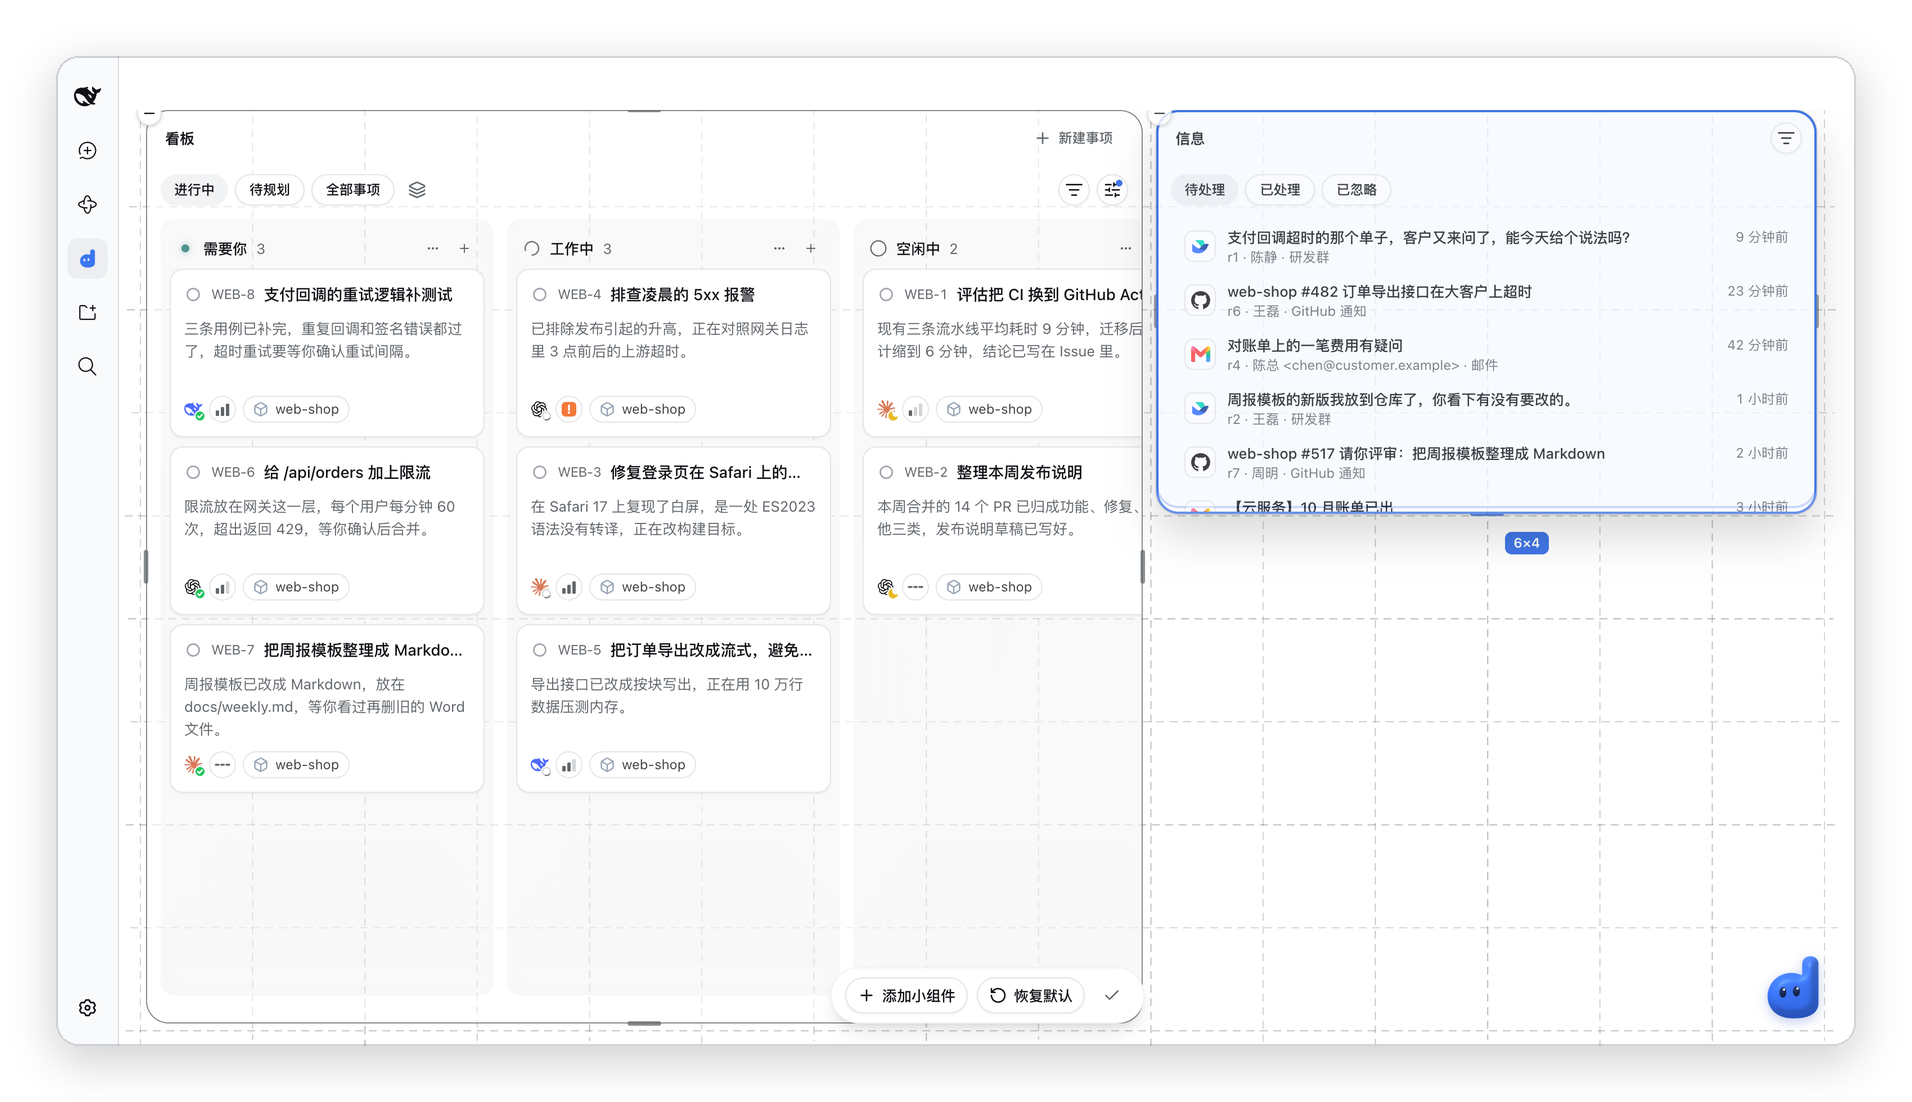 看板
新建事项
进行中
待规划
全部事项
需要你 3
WEB-8 支付回调的重试逻辑补测试
三条用例已补完，重复回调和签名错误都过
了，超时重试要等你确认重试间隔。
web-shop
WEB-6 给 /api/orders 加上限流
限流放在网关这一层，每个用户每分钟 60
次，超出返回 429，等你确认后合并。
web-shop
WEB-7 把周报模板整理成 Markdo...
周报模板已改成 Markdown，放在
docs/weekly.md，等你看过再删旧的 Word
文件。
web-shop
工作中 3
WEB-4 排查凌晨的 5xx 报警
已排除发布引起的升高，正在对照网关日志
里 3 点前后的上游超时。
web-shop
WEB-3 修复登录页在 Safari 上的...
在 Safari 17 上复现了白屏，是一处 ES2023
语法没有转译，正在改构建目标。
web-shop
WEB-5 把订单导出改成流式，避免...
导出接口已改成按块写出，正在用 10 万行
数据压测内存。
web-shop
空闲中 2
WEB-1 评估把 CI 换到 GitHub Act
现有三条流水线平均耗时 9 分钟，迁移后
计缩到 6 分钟，结论已写在 Issue 里。
web-shop
WEB-2 整理本周发布说明
本周合并的 14 个 PR 已归成功能、修复、
他三类，发布说明草稿已写好。
web-shop
添加小组件
恢复默认
信息
待处理
已处理
已忽略
支付回调超时的那个单子，客户又来问了，能今天给个说法吗？ 9 分钟前
r1 · 陈静 · 研发群
web-shop #482 订单导出接口在大客户上超时 23 分钟前
r6 · 王磊 · GitHub 通知
对账单上的一笔费用有疑问 42 分钟前
r4 · 陈总 <chen@customer.example> · 邮件
周报模板的新版我放到仓库了，你看下有没有要改的。 1 小时前
r2 · 王磊 · 研发群
web-shop #517 请你评审：把周报模板整理成 Markdown 2 小时前
r7 · 周明 · GitHub 通知
【云服务】10 月账单已出 3 小时前
6×4